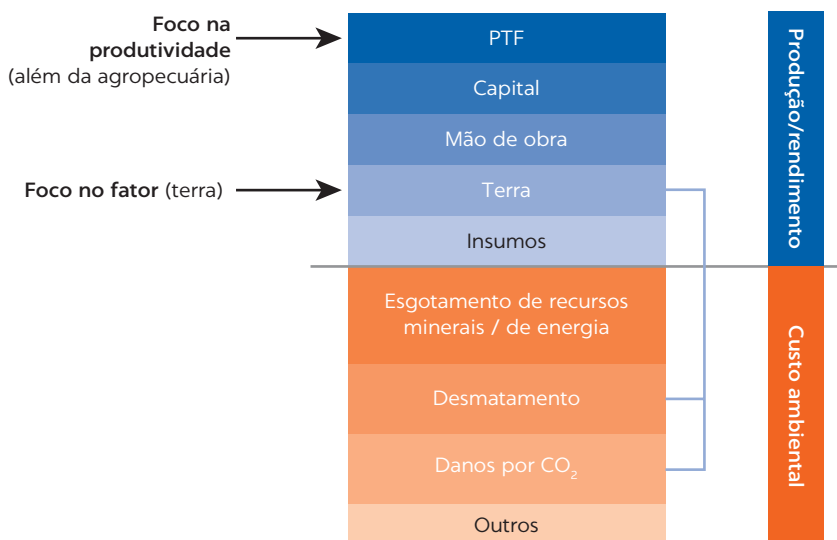 Foco na
produtividade
(além da agropecuária)
PTF
Capital
Mão de obra
Foco no fator (terra)
Terra
Insumos
Esgotamento de recursos
minerais / de energia
Desmatamento
Danos por CO₂
Outros
Produção/rendimento
Custo ambiental